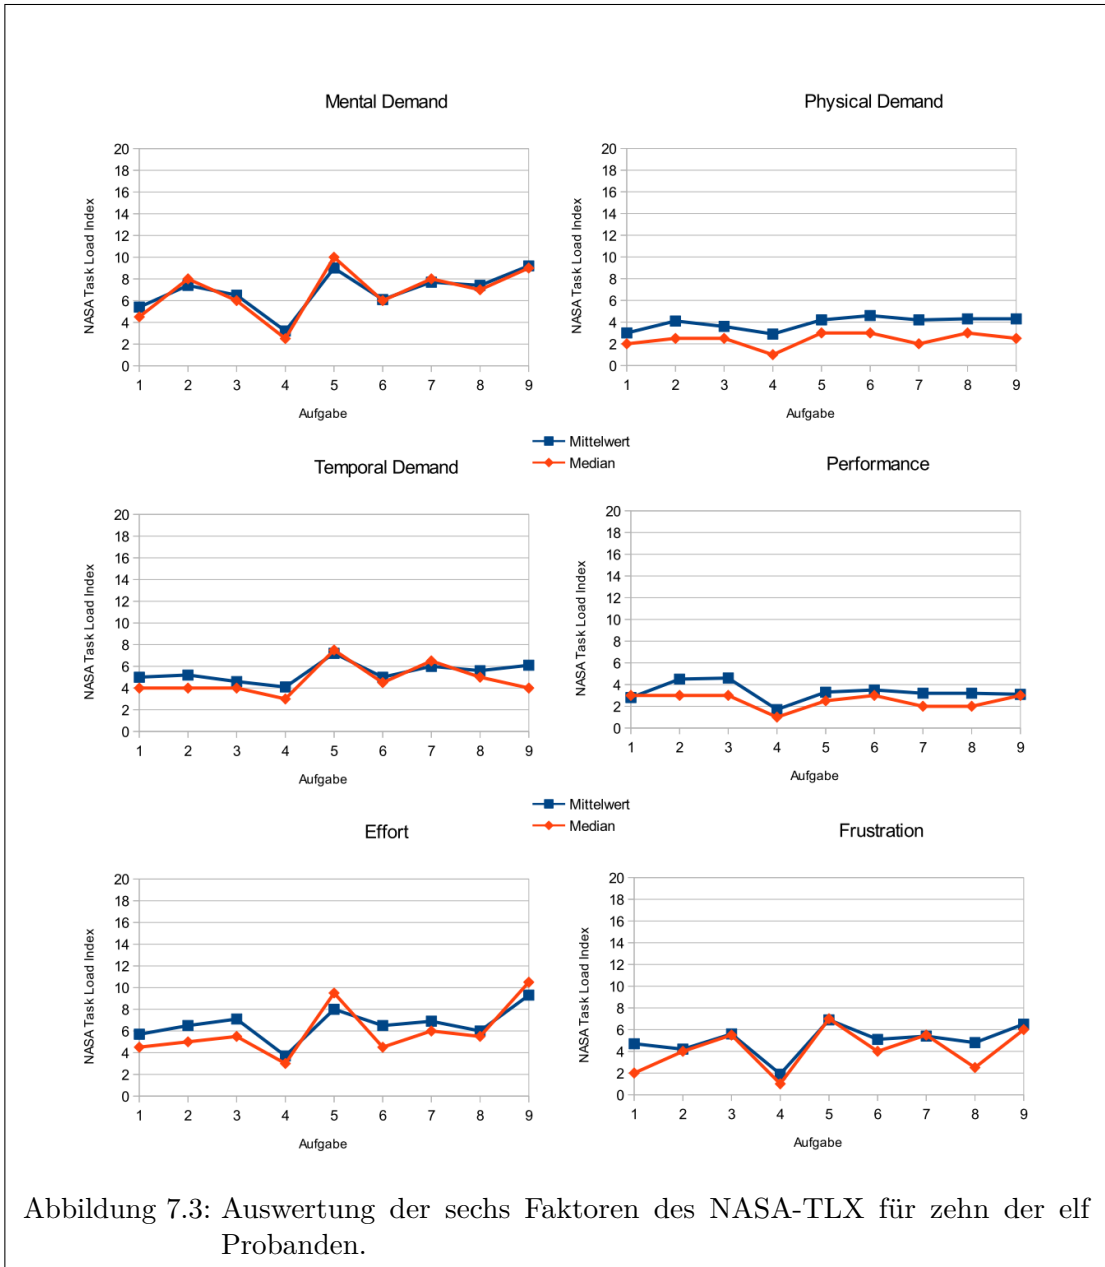 Mental Demand
NASA Task Load Index
20
18
16
14
12
10
8
6
4
2
0
1 2 3 4 5 6 7 8 9
Aufgabe
Physical Demand
NASA Task Load Index
20
18
16
14
12
10
8
6
4
2
0
1 2 3 4 5 6 7 8 9
Aufgabe
Mittelwert
Median
Temporal Demand
NASA Task Load Index
20
18
16
14
12
10
8
6
4
2
0
1 2 3 4 5 6 7 8 9
Aufgabe
Performance
NASA Task Load Index
20
18
16
14
12
10
8
6
4
2
0
1 2 3 4 5 6 7 8 9
Aufgabe
Mittelwert
Median
Effort
NASA Task Load Index
20
18
16
14
12
10
8
6
4
2
0
1 2 3 4 5 6 7 8 9
Aufgabe
Frustration
NASA Task Load Index
20
18
16
14
12
10
8
6
4
2
0
1 2 3 4 5 6 7 8 9
Aufgabe
Abbildung 7.3: Auswertung der sechs Faktoren des NASA-TLX für zehn der elf
Probanden.